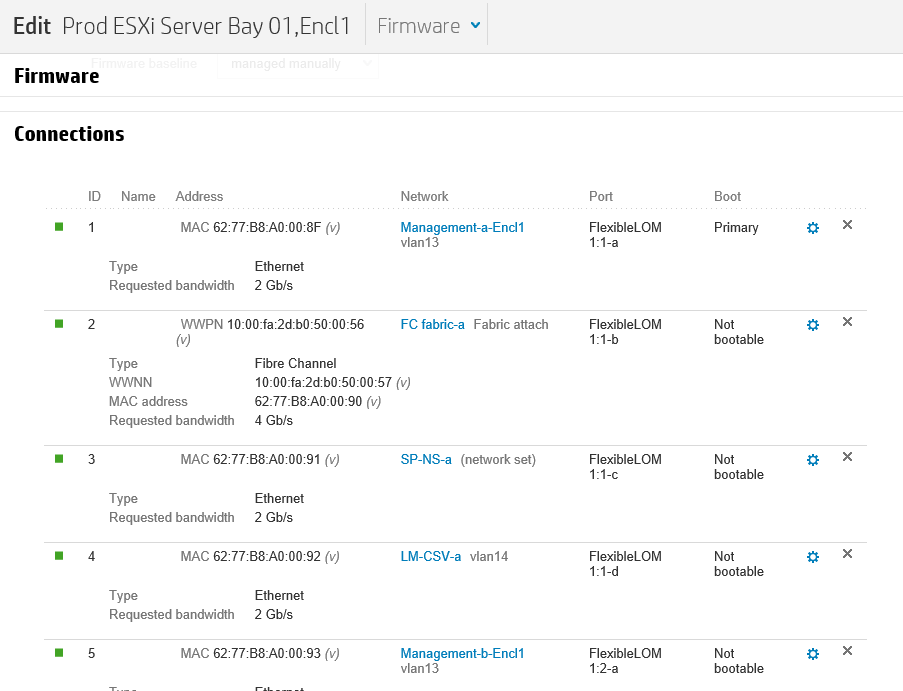 Edit Prod ESXi Server Bay 01,Encl1 Firmware
Firmware baseline managed manually
Firmware
Connections
ID Name Address Network Port Boot
1 MAC 62:77:B8:A0:00:8F (v) Management-a-Encl1 FlexibleLOM Primary
vlan13 1:1-a
Type Ethernet
Requested bandwidth 2 Gb/s
2 WWPN 10:00:fa:2d:b0:50:00:56 FC fabric-a Fabric attach FlexibleLOM Not
(v) 1:1-b bootable
Type Fibre Channel
WWNN 10:00:fa:2d:b0:50:00:57 (v)
MAC address 62:77:B8:A0:00:90 (v)
Requested bandwidth 4 Gb/s
3 MAC 62:77:B8:A0:00:91 (v) SP-NS-a (network set) FlexibleLOM Not
1:1-c bootable
Type Ethernet
Requested bandwidth 2 Gb/s
4 MAC 62:77:B8:A0:00:92 (v) LM-CSV-a vlan14 FlexibleLOM Not
1:1-d bootable
Type Ethernet
Requested bandwidth 2 Gb/s
5 MAC 62:77:B8:A0:00:93 (v) Management-b-Encl1 FlexibleLOM Not
vlan13 1:2-a bootable
Type Ethernet